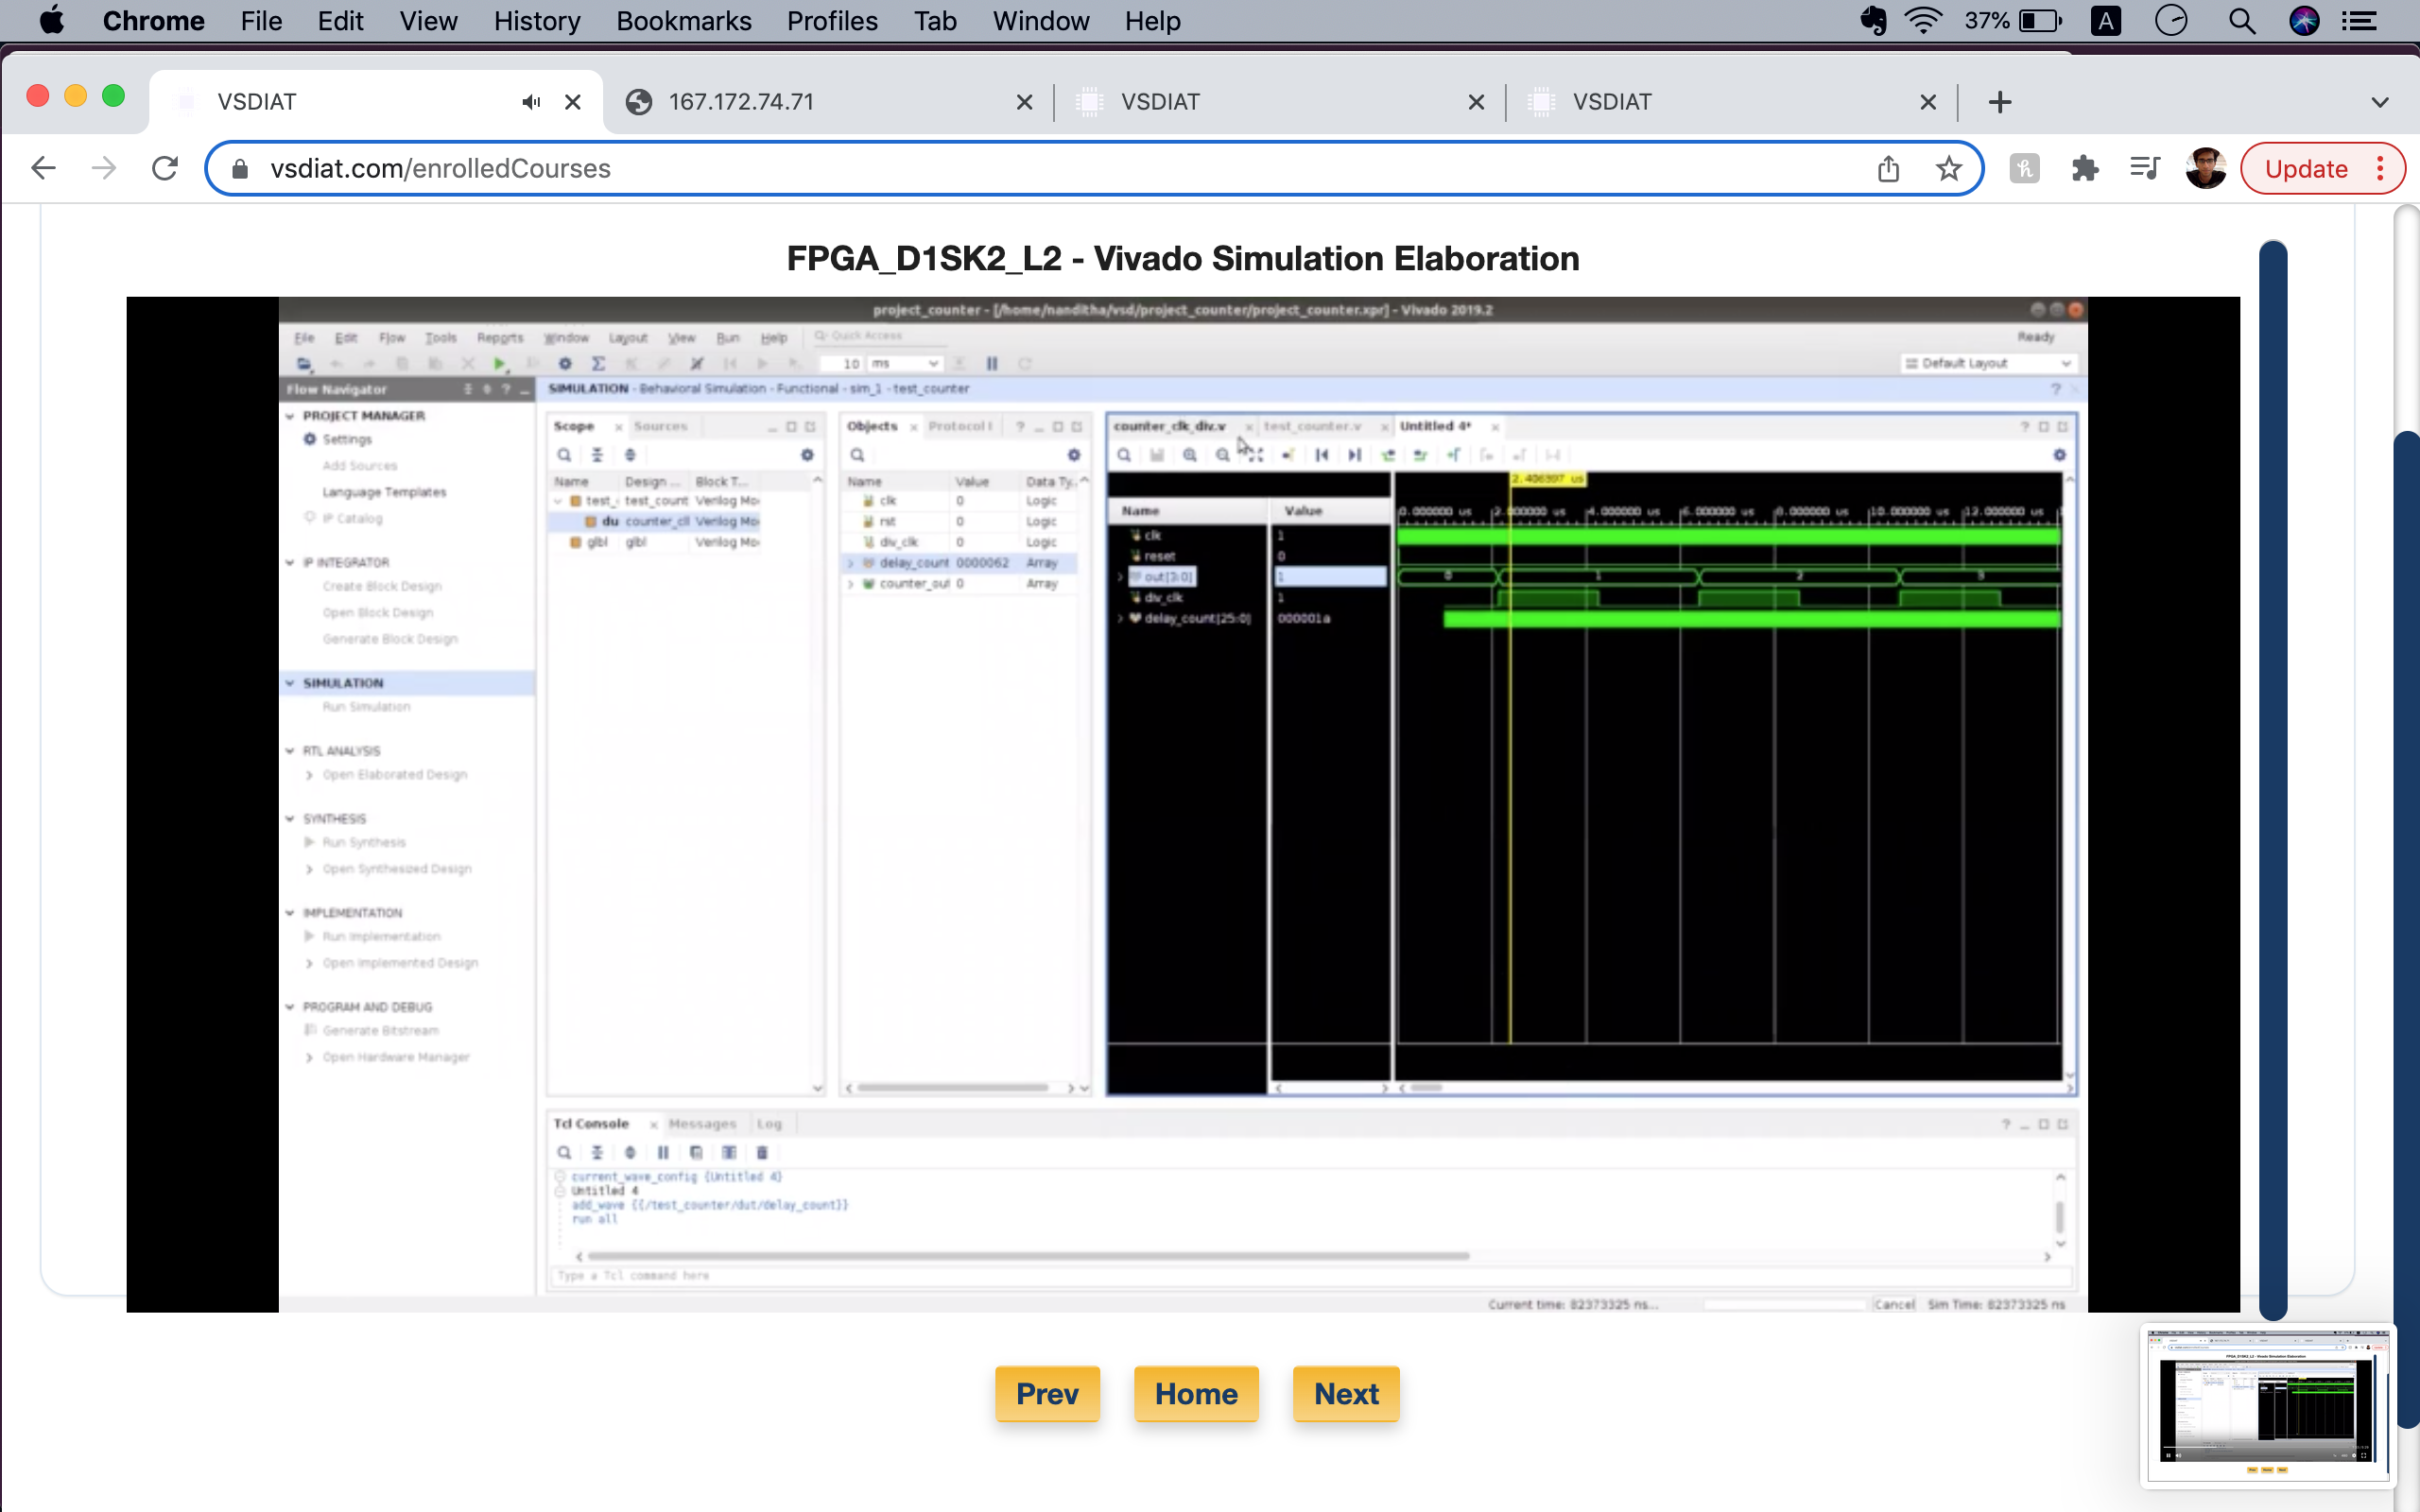 Chrome File Edit View History Bookmarks Profiles Tab Window Help 37% A
VSDIAT 167.172.74.71 VSDIAT VSDIAT
vsdiat.com/enrolledCourses Update
FPGA_D1SK2_L2 - Vivado Simulation Elaboration
project_counter - [/home/nanditha/vsd/project_counter/project_counter.xpr] - Vivado 2019.2
File Edit Flow Tools Reports Window Layout View Run Help Quick Access Ready
10 ms Default Layout
Flow Navigator
SIMULATION - Behavioral Simulation - Functional - sim_1 - test_counter
PROJECT MANAGER
Settings
Add Sources
Language Templates
IP Catalog
IP INTEGRATOR
Create Block Design
Open Block Design
Generate Block Design
SIMULATION
Run Simulation
RTL ANALYSIS
Open Elaborated Design
SYNTHESIS
Run Synthesis
Open Synthesized Design
IMPLEMENTATION
Run Implementation
Open Implemented Design
PROGRAM AND DEBUG
Generate Bitstream
Open Hardware Manager
Scope Sources
Name Design ... Block T...
test_ test_count Verilog Mo
du counter_cl Verilog Mo
glbl glbl Verilog Mo
Objects Protocol I
Name Value Data Ty..
clk 0 Logic
rst 0 Logic
div_clk 0 Logic
delay_count 0000062 Array
counter_out 0 Array
counter_clk_div.v test_counter.v Untitled 4*
2.406397 us
Name Value 0.000000 us 2.000000 us 4.000000 us 6.000000 us 8.000000 us 10.000000 us 12.000000 us
clk 1
reset 0
out[3:0] 1 0 1 2 3
div_clk 1
delay_count[25:0] 000001a
Tcl Console Messages Log
current_wave_config {Untitled 4}
Untitled 4
add_wave {{/test_counter/dut/delay_count}}
run all
Type a Tcl command here
Current time: 82373325 ns... Cancel Sim Time: 82373325 ns
Prev Home Next